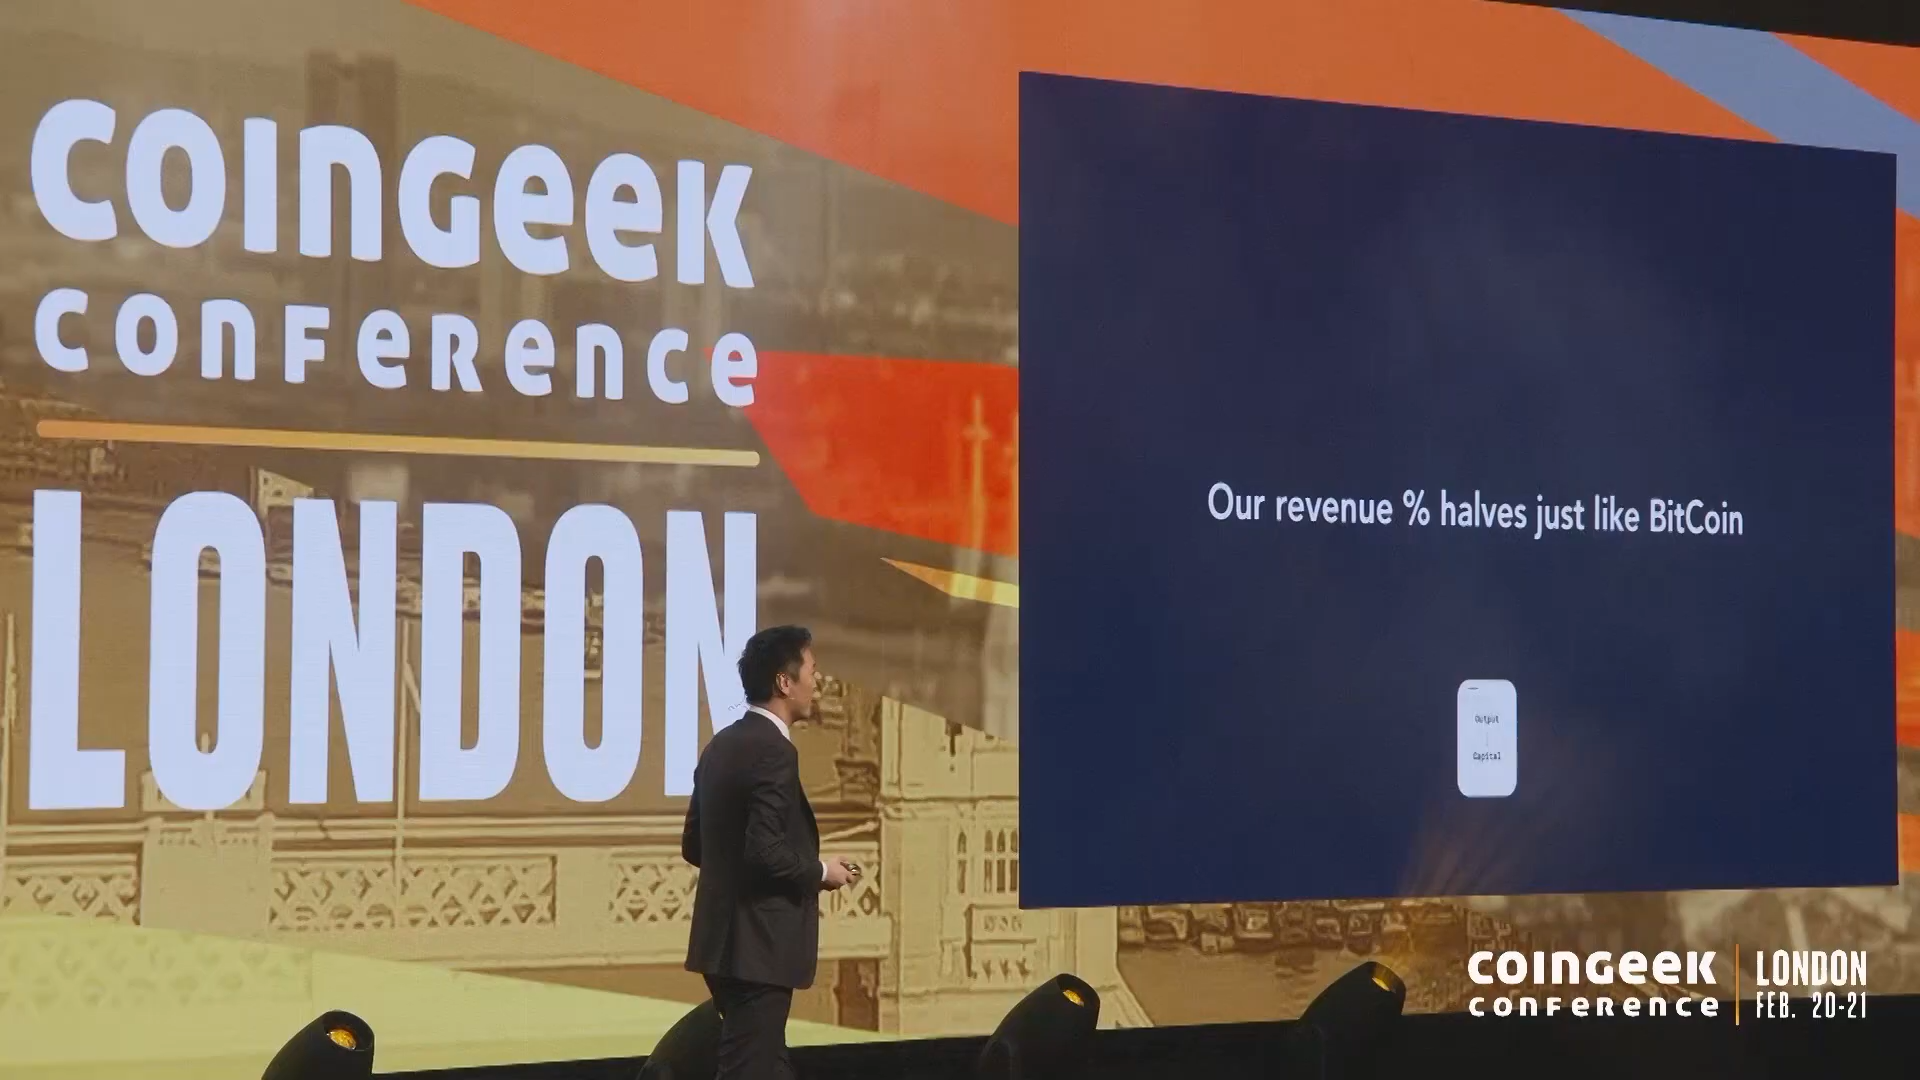 COINGEEK
CONFERENCE
LONDON
Our revenue % halves just like BitCoin
Output
Capital
COINGEEK
CONFERENCE
LONDON
FEB. 20-21